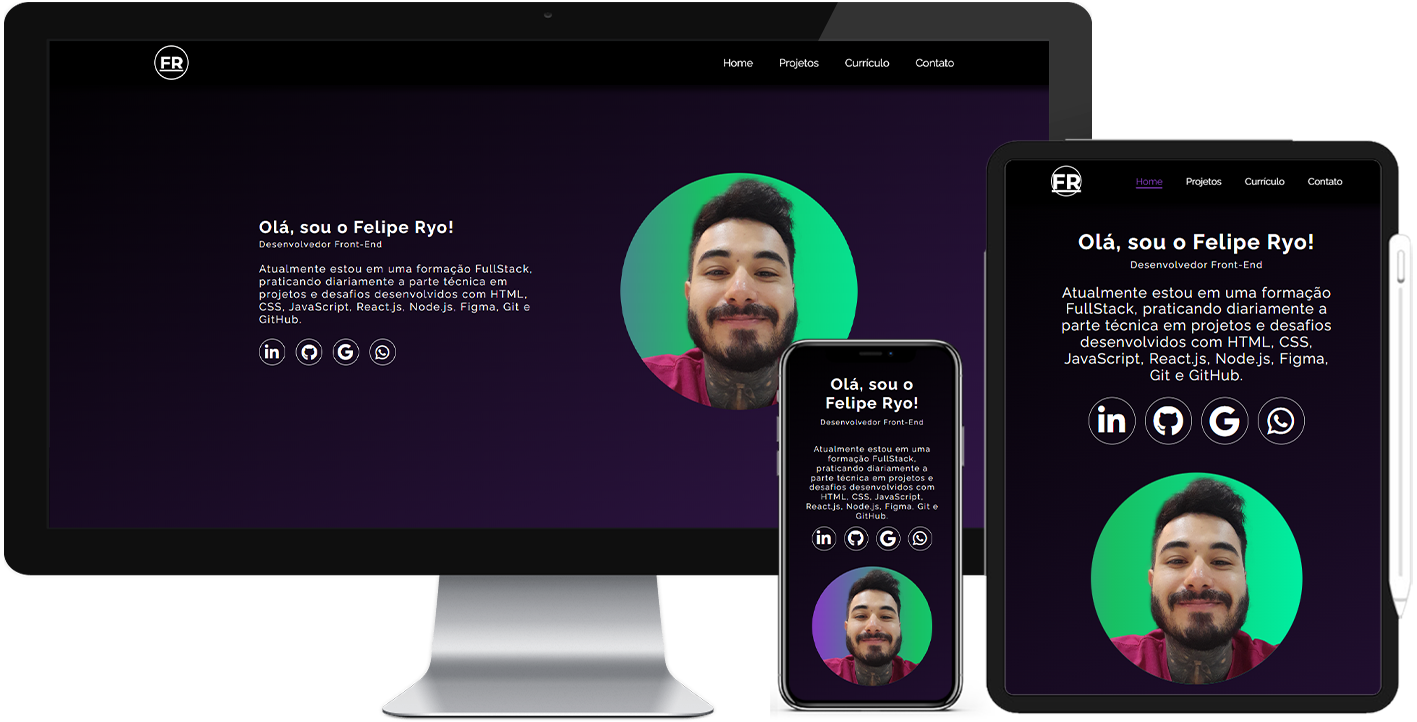 FR
Home Projetos Currículo Contato
Olá, sou o Felipe Ryo!
Desenvolvedor Front-End
Atualmente estou em uma formação FullStack,
praticando diariamente a parte técnica em
projetos e desafios desenvolvidos com HTML,
CSS, JavaScript, React.js, Node.js, Figma, Git e
GitHub.
in G
Olá, sou o
Felipe Ryo!
Desenvolvedor Front-End
Atualmente estou em uma
formação FullStack,
praticando diariamente a
parte técnica em projetos e
desafios desenvolvidos com
HTML, CSS, JavaScript,
React.js, Node.js, Figma, Git e
GitHub.
in G
FR
Home Projetos Currículo Contato
Olá, sou o Felipe Ryo!
Desenvolvedor Front-End
Atualmente estou em uma formação
FullStack, praticando diariamente a
parte técnica em projetos e desafios
desenvolvidos com HTML, CSS,
JavaScript, React.js, Node.js, Figma,
Git e GitHub.
in G